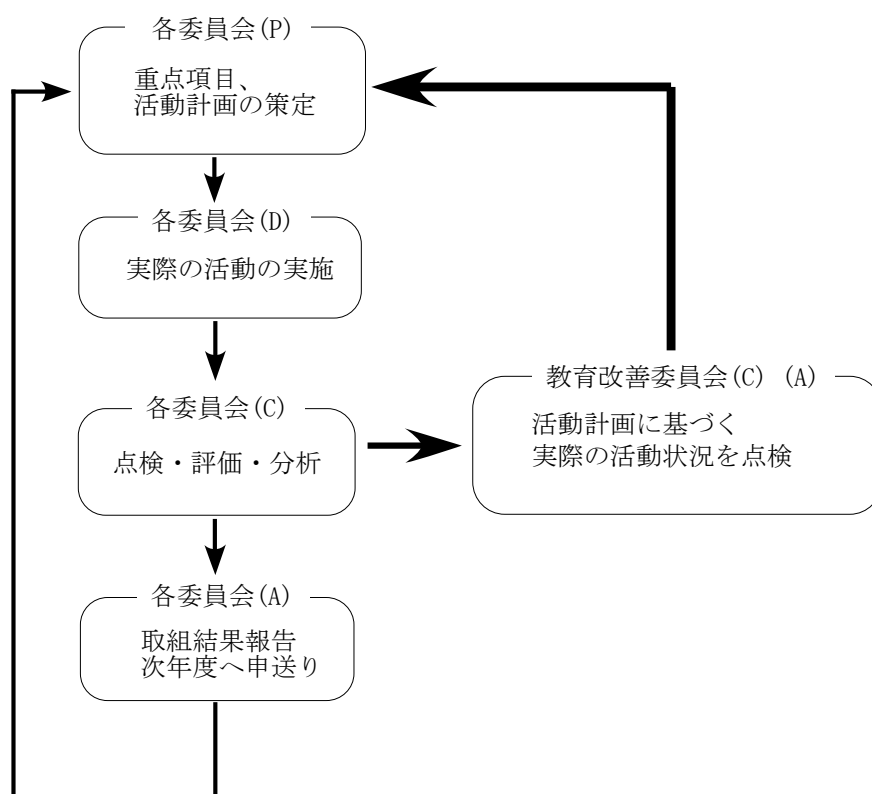 各委員会(P)
重点項目、
活動計画の策定
各委員会(D)
実際の活動の実施
各委員会(C)
点検・評価・分析
教育改善委員会(C) (A)
活動計画に基づく
実際の活動状況を点検
各委員会(A)
取組結果報告
次年度へ申送り